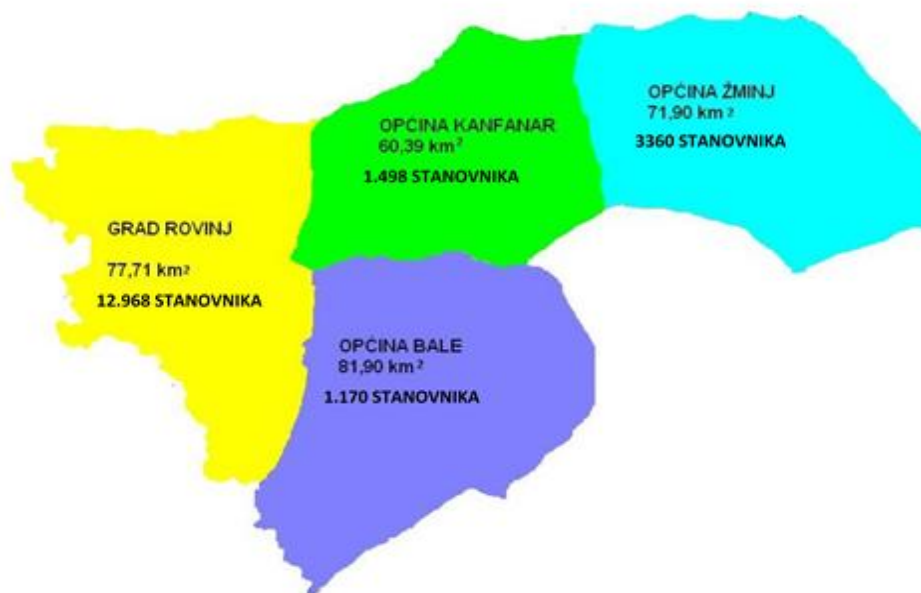 OPĆINA ŽMINJ
71,90 km²
3360 STANOVNIKA
OPĆINA KANFANAR
60,39 km²
1.498 STANOVNIKA
GRAD ROVINJ
77,71 km²
12.968 STANOVNIKA
OPĆINA BALE
81,90 km²
1.170 STANOVNIKA